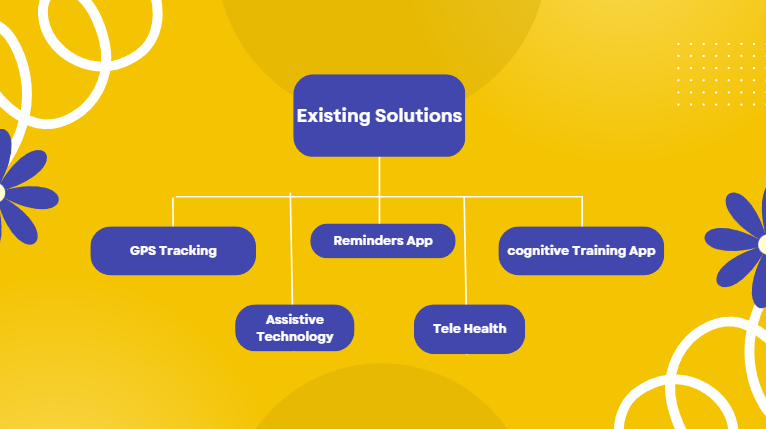 Existing Solutions
GPS Tracking
Reminders App
cognitive Training App
Assistive
Technology
Tele Health